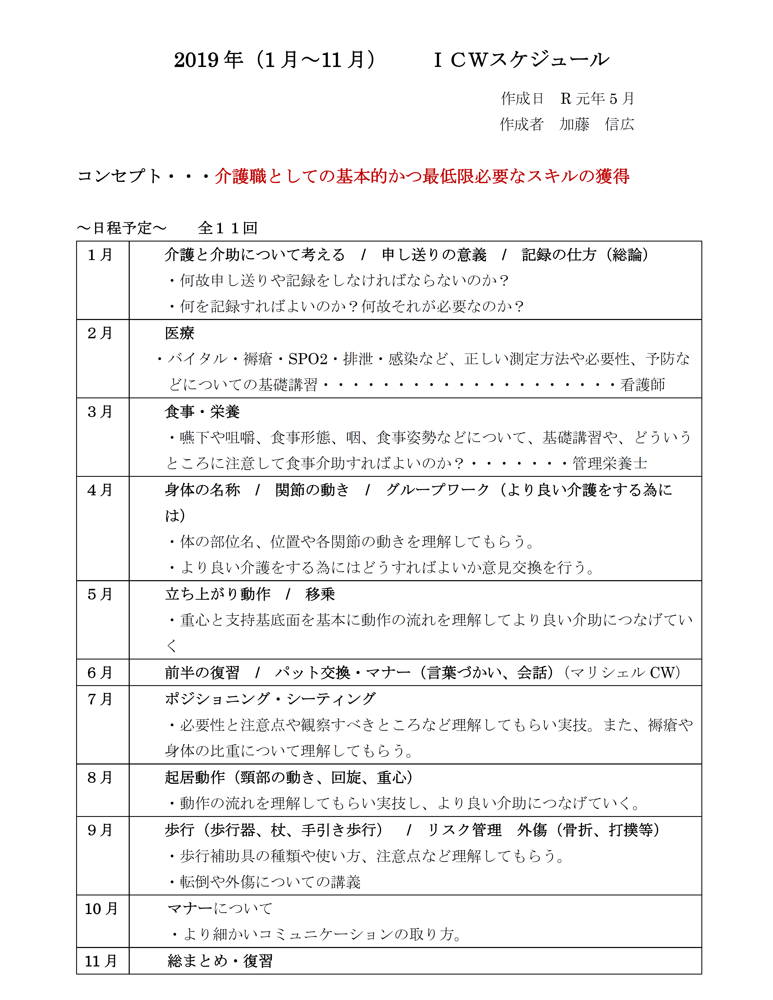 2019 年（1 月～11 月）　　　ＩＣＷスケジュール
作成日　R 元年 5 月
作成者　加藤　信広
コンセプト・・・介護職としての基本的かつ最低限必要なスキルの獲得
～日程予定～　　全１１回
１月　介護と介助について考える　/　申し送りの意義　/　記録の仕方（総論）
・何故申し送りや記録をしなければならないのか？
・何を記録すればよいのか？何故それが必要なのか？
２月　医療
・バイタル・褥瘡・SPO2・排泄・感染など、正しい測定方法や必要性、予防な
どについての基礎講習・・・・・・・・・・・・・・・・・・・・看護師
３月　食事・栄養
・嚥下や咀嚼、食事形態、咽、食事姿勢などについて、基礎講習や、どういう
ところに注意して食事介助すればよいのか？・・・・・・・管理栄養士
４月　身体の名称　/　関節の動き　/　グループワーク（より良い介護をする為に
は）
・体の部位名、位置や各関節の動きを理解してもらう。
・より良い介護をする為にはどうすればよいか意見交換を行う。
５月　立ち上がり動作　/　移乗
・重心と支持基底面を基本に動作の流れを理解してより良い介助につなげてい
く
６月　前半の復習　/　パット交換・マナー（言葉づかい、会話）（マリシェル CW）
７月　ポジショニング・シーティング
・必要性と注意点や観察すべきところなど理解してもらい実技。また、褥瘡や
身体の比重について理解してもらう。
８月　起居動作（頸部の動き、回旋、重心）
・動作の流れを理解してもらい実技し、より良い介助につなげていく。
９月　歩行（歩行器、杖、手引き歩行）　/　リスク管理　外傷（骨折、打撲等）
・歩行補助具の種類や使い方、注意点など理解してもらう。
・転倒や外傷についての講義
10 月　マナーについて
・より細かいコミュニケーションの取り方。
11 月　総まとめ・復習